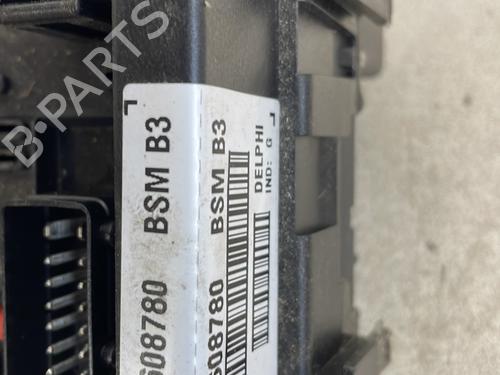 B-PARTS
608780 BSM B3
608780 BSM B3
DELPHI
IND: G